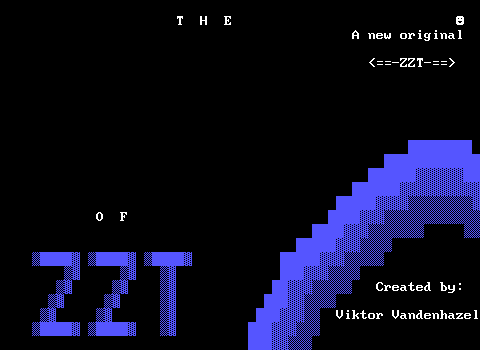 T H E
A new original
<==-ZZT-==>
O F
ZZT
Created by:
Viktor Vandenhazel